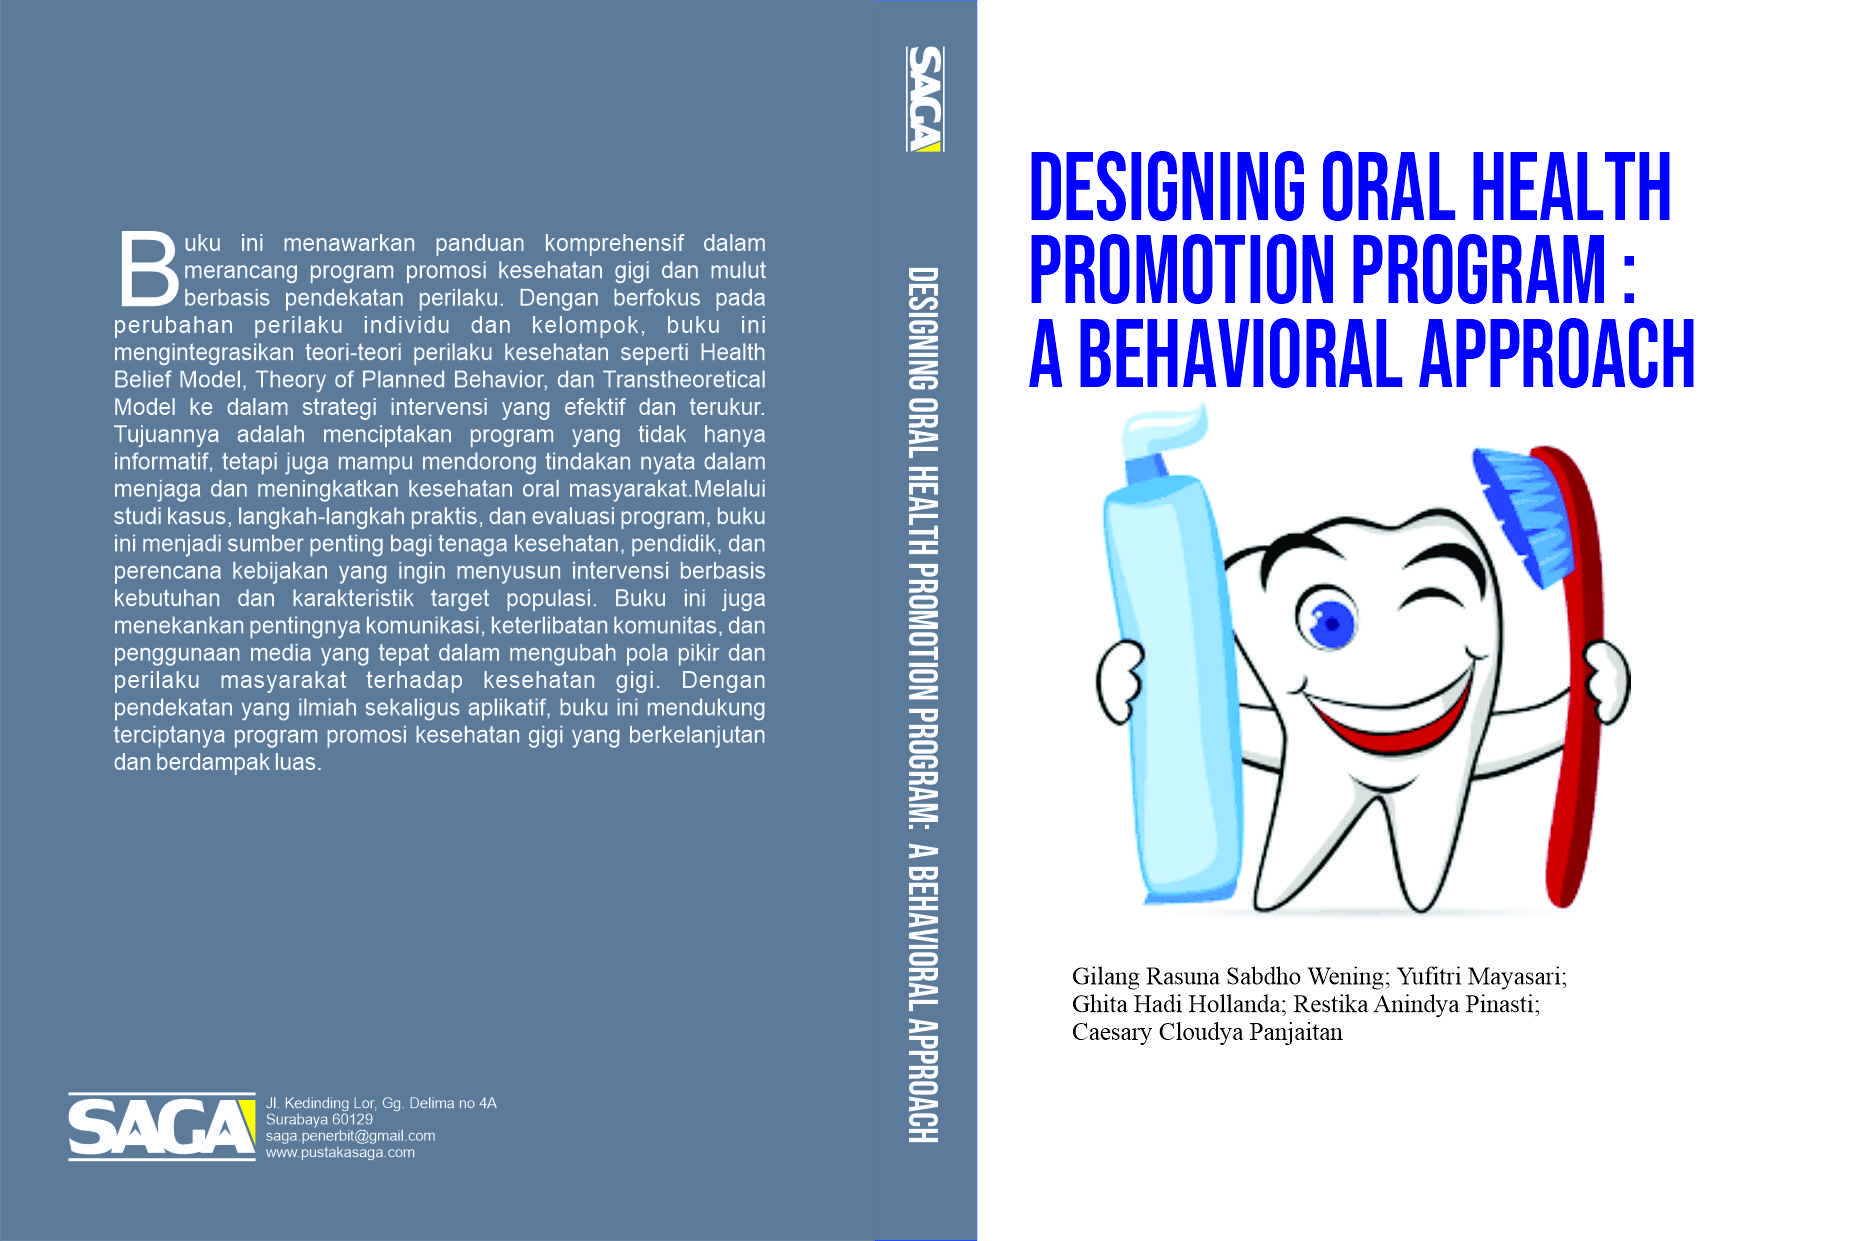 Buku ini menawarkan panduan komprehensif dalam
merancang program promosi kesehatan gigi dan mulut
berbasis pendekatan perilaku. Dengan berfokus pada
perubahan perilaku individu dan kelompok, buku ini
mengintegrasikan teori-teori perilaku kesehatan seperti Health
Belief Model, Theory of Planned Behavior, dan Transtheoretical
Model ke dalam strategi intervensi yang efektif dan terukur.
Tujuannya adalah menciptakan program yang tidak hanya
informatif, tetapi juga mampu mendorong tindakan nyata dalam
menjaga dan meningkatkan kesehatan oral masyarakat.Melalui
studi kasus, langkah-langkah praktis, dan evaluasi program, buku
ini menjadi sumber penting bagi tenaga kesehatan, pendidik, dan
perencana kebijakan yang ingin menyusun intervensi berbasis
kebutuhan dan karakteristik target populasi. Buku ini juga
menekankan pentingnya komunikasi, keterlibatan komunitas, dan
penggunaan media yang tepat dalam mengubah pola pikir dan
perilaku masyarakat terhadap kesehatan gigi. Dengan
pendekatan yang ilmiah sekaligus aplikatif, buku ini mendukung
terciptanya program promosi kesehatan gigi yang berkelanjutan
dan berdampak luas.
SAGA
Jl. Kedinding Lor, Gg. Delima no 4A
Surabaya 60129
saga.penerbit@gmail.com
www.pustakasaga.com
SAGA
DESIGNING ORAL HEALTH PROMOTION PROGRAM: A BEHAVIORAL APPROACH
DESIGNING ORAL HEALTH
PROMOTION PROGRAM :
A BEHAVIORAL APPROACH
Gilang Rasuna Sabdho Wening; Yufitri Mayasari;
Ghita Hadi Hollanda; Restika Anindya Pinasti;
Caesary Cloudya Panjaitan